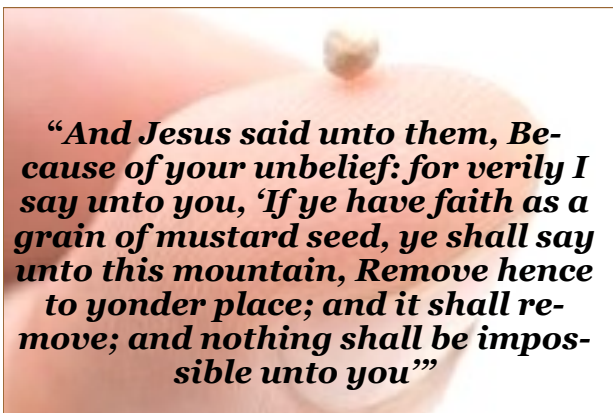 “And Jesus said unto them, Be-
cause of your unbelief: for verily I
say unto you, ‘If ye have faith as a
grain of mustard seed, ye shall say
unto this mountain, Remove hence
to yonder place; and it shall re-
move; and nothing shall be impos-
sible unto you’”